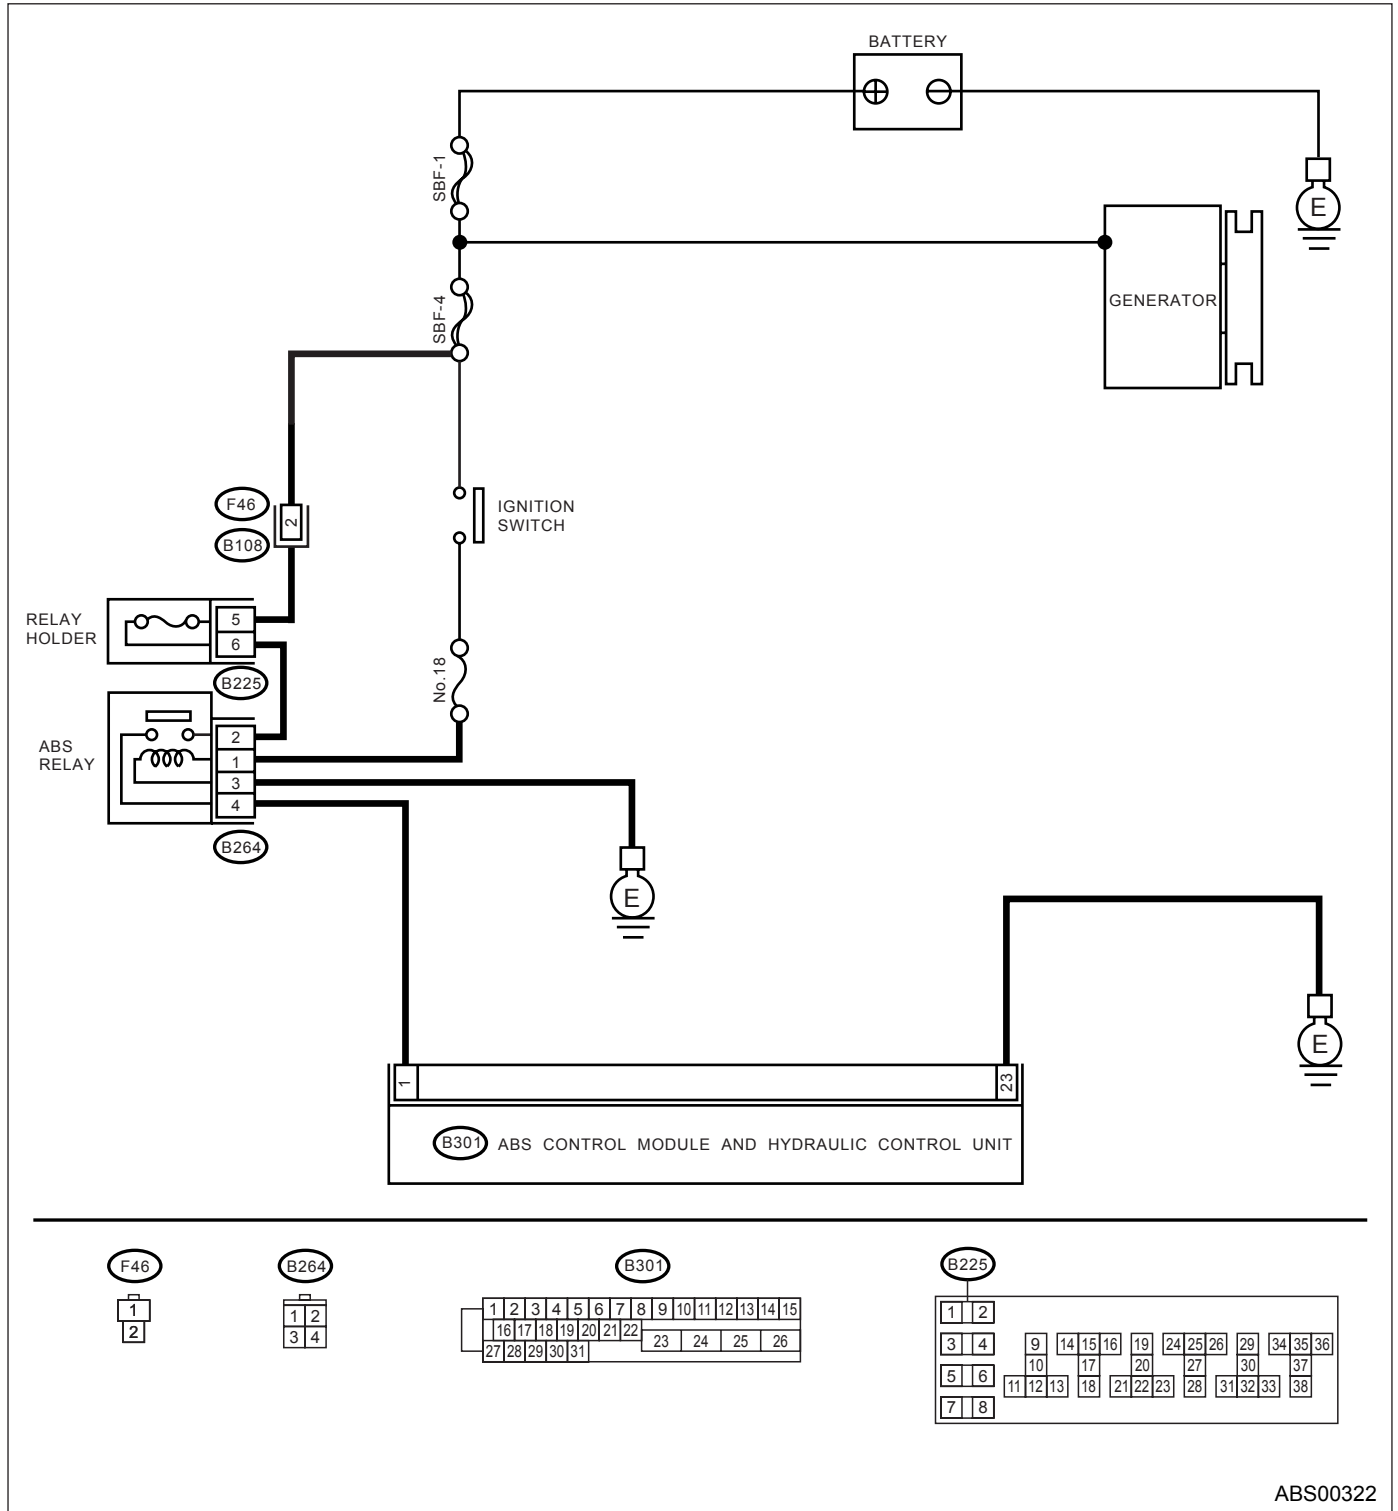 BATTERY
SBF-1
E
GENERATOR
SBF-4
F46
2
B108
IGNITION
SWITCH
RELAY
HOLDER
5
6
B225
No.18
ABS
RELAY
2
1
3
4
B264
E
E
1
23
B301 ABS CONTROL MODULE AND HYDRAULIC CONTROL UNIT
F46
1
2
B264
1 2
3 4
B301
1 2 3 4 5 6 7 8 9 10 11 12 13 14 15
16 17 18 19 20 21 22 23 24 25 26
27 28 29 30 31
B225
1 2
3 4 9 14 15 16 19 24 25 26 29 34 35 36
10 17 20 27 30 37
5 6 11 12 13 18 21 22 23 28 31 32 33 38
7 8
ABS00322